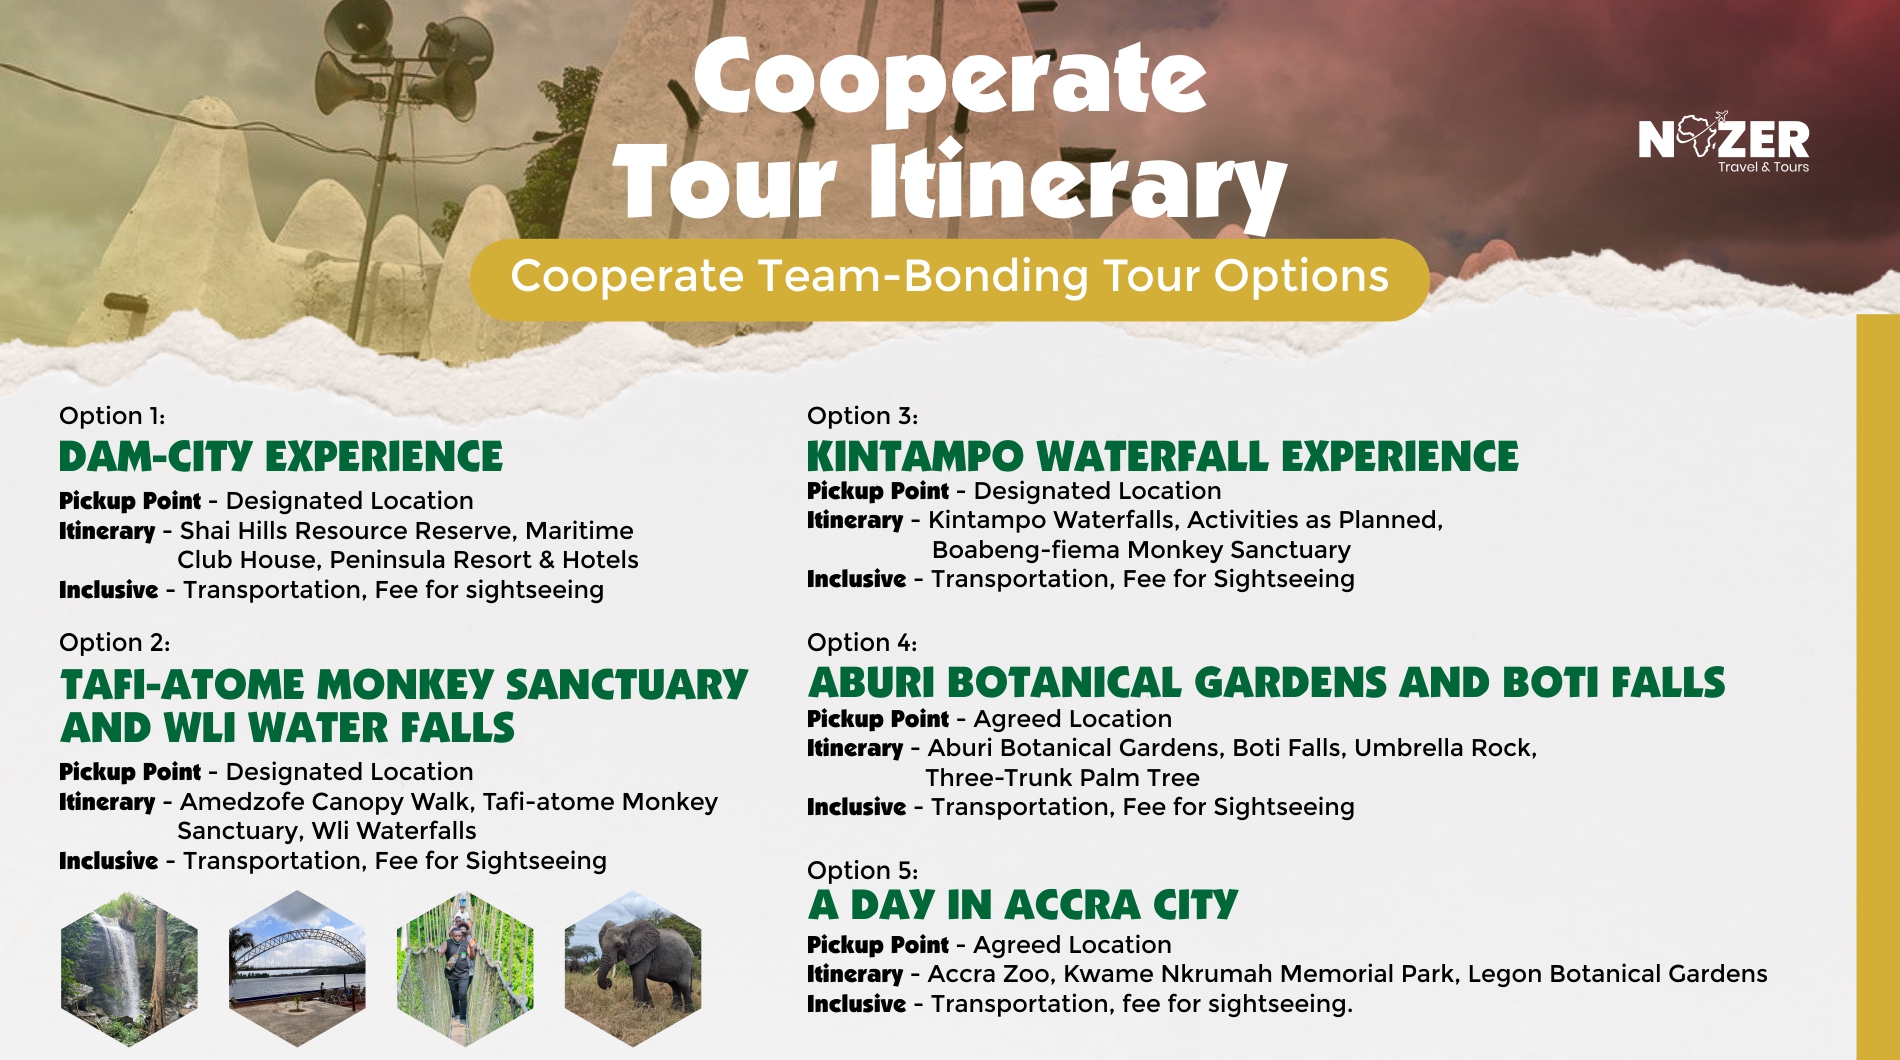 Cooperate
Tour Itinerary
NOZER
Travel & Tours
Cooperate Team-Bonding Tour Options
Option 1:
DAM-CITY EXPERIENCE
Pickup Point - Designated Location
Itinerary - Shai Hills Resource Reserve, Maritime
Club House, Peninsula Resort & Hotels
Inclusive - Transportation, Fee for sightseeing
Option 2:
TAFI-ATOME MONKEY SANCTUARY
AND WLI WATER FALLS
Pickup Point - Designated Location
Itinerary - Amedzofe Canopy Walk, Tafi-atome Monkey
Sanctuary, Wli Waterfalls
Inclusive - Transportation, Fee for Sightseeing
Option 3:
KINTAMPO WATERFALL EXPERIENCE
Pickup Point - Designated Location
Itinerary - Kintampo Waterfalls, Activities as Planned,
Boabeng-fiema Monkey Sanctuary
Inclusive - Transportation, Fee for Sightseeing
Option 4:
ABURI BOTANICAL GARDENS AND BOTI FALLS
Pickup Point - Agreed Location
Itinerary - Aburi Botanical Gardens, Boti Falls, Umbrella Rock,
Three-Trunk Palm Tree
Inclusive - Transportation, Fee for Sightseeing
Option 5:
A DAY IN ACCRA CITY
Pickup Point - Agreed Location
Itinerary - Accra Zoo, Kwame Nkrumah Memorial Park, Legon Botanical Gardens
Inclusive - Transportation, fee for sightseeing.